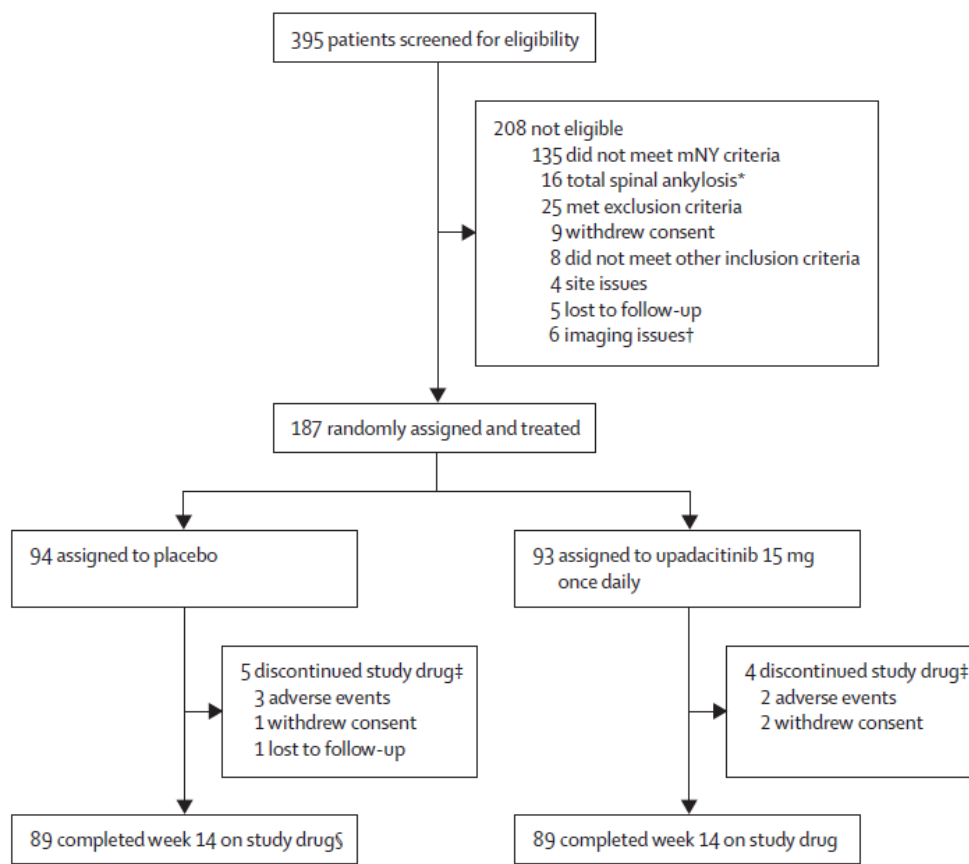 395 patients screened for eligibility
208 not eligible
135 did not meet mNY criteria
16 total spinal ankylosis*
25 met exclusion criteria
9 withdrew consent
8 did not meet other inclusion criteria
4 site issues
5 lost to follow-up
6 imaging issues†
187 randomly assigned and treated
94 assigned to placebo
93 assigned to upadacitinib 15 mg
once daily
5 discontinued study drug‡
3 adverse events
1 withdrew consent
1 lost to follow-up
4 discontinued study drug‡
2 adverse events
2 withdrew consent
89 completed week 14 on study drug§
89 completed week 14 on study drug